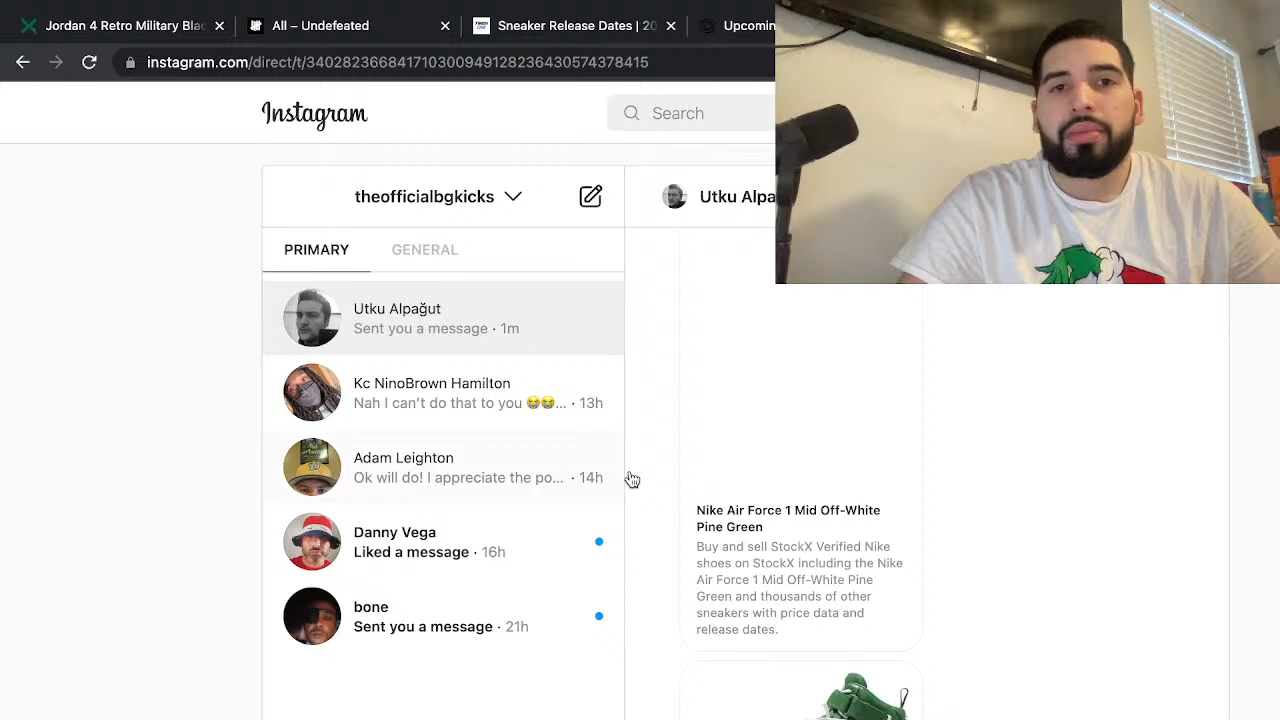 Jordan 4 Retro Military Bla
All – Undefeated
Sneaker Release Dates | 20
Upcoming
instagram.com/direct/t/340282366841710300949128236430574378415
Instagram
Search
theofficialbgkicks
Utku Alpa
PRIMARY
GENERAL
Utku Alpağut
Sent you a message · 1m
Kc NinoBrown Hamilton
Nah I can't do that to you 😭😭... · 13h
Adam Leighton
Ok will do! I appreciate the po... · 14h
Danny Vega
Liked a message · 16h
bone
Sent you a message · 21h
Nike Air Force 1 Mid Off-White
Pine Green
Buy and sell StockX Verified Nike
shoes on StockX including the Nike
Air Force 1 Mid Off-White Pine
Green and thousands of other
sneakers with price data and
release dates.